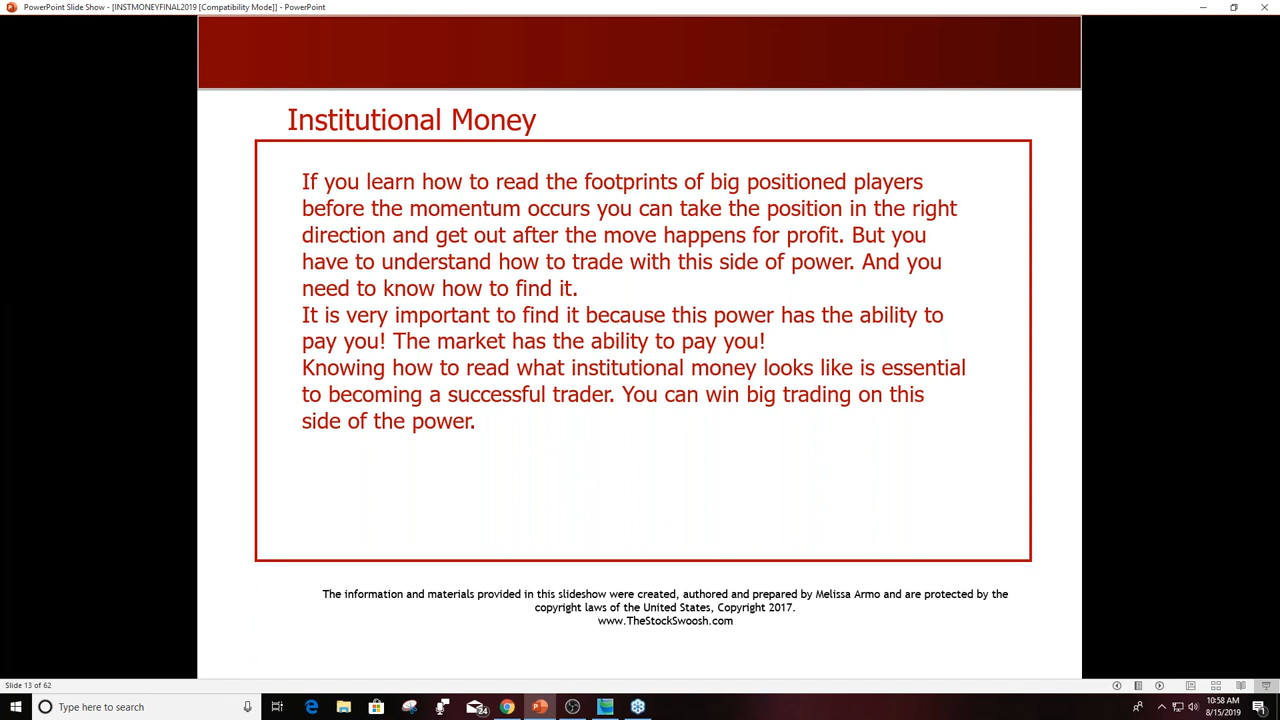 PowerPoint Slide Show - [INSTMONEYFINAL2019 [Compatibility Mode]] - PowerPoint
Institutional Money
If you learn how to read the footprints of big positioned players
before the momentum occurs you can take the position in the right
direction and get out after the move happens for profit. But you
have to understand how to trade with this side of power. And you
need to know how to find it.
It is very important to find it because this power has the ability to
pay you! The market has the ability to pay you!
Knowing how to read what institutional money looks like is essential
to becoming a successful trader. You can win big trading on this
side of the power.
The information and materials provided in this slideshow were created, authored and prepared by Melissa Armo and are protected by the
copyright laws of the United States, Copyright 2017.
www.TheStockSwoosh.com
Slide 13 of 62
Type here to search
24
10:58 AM
8/15/2019
1